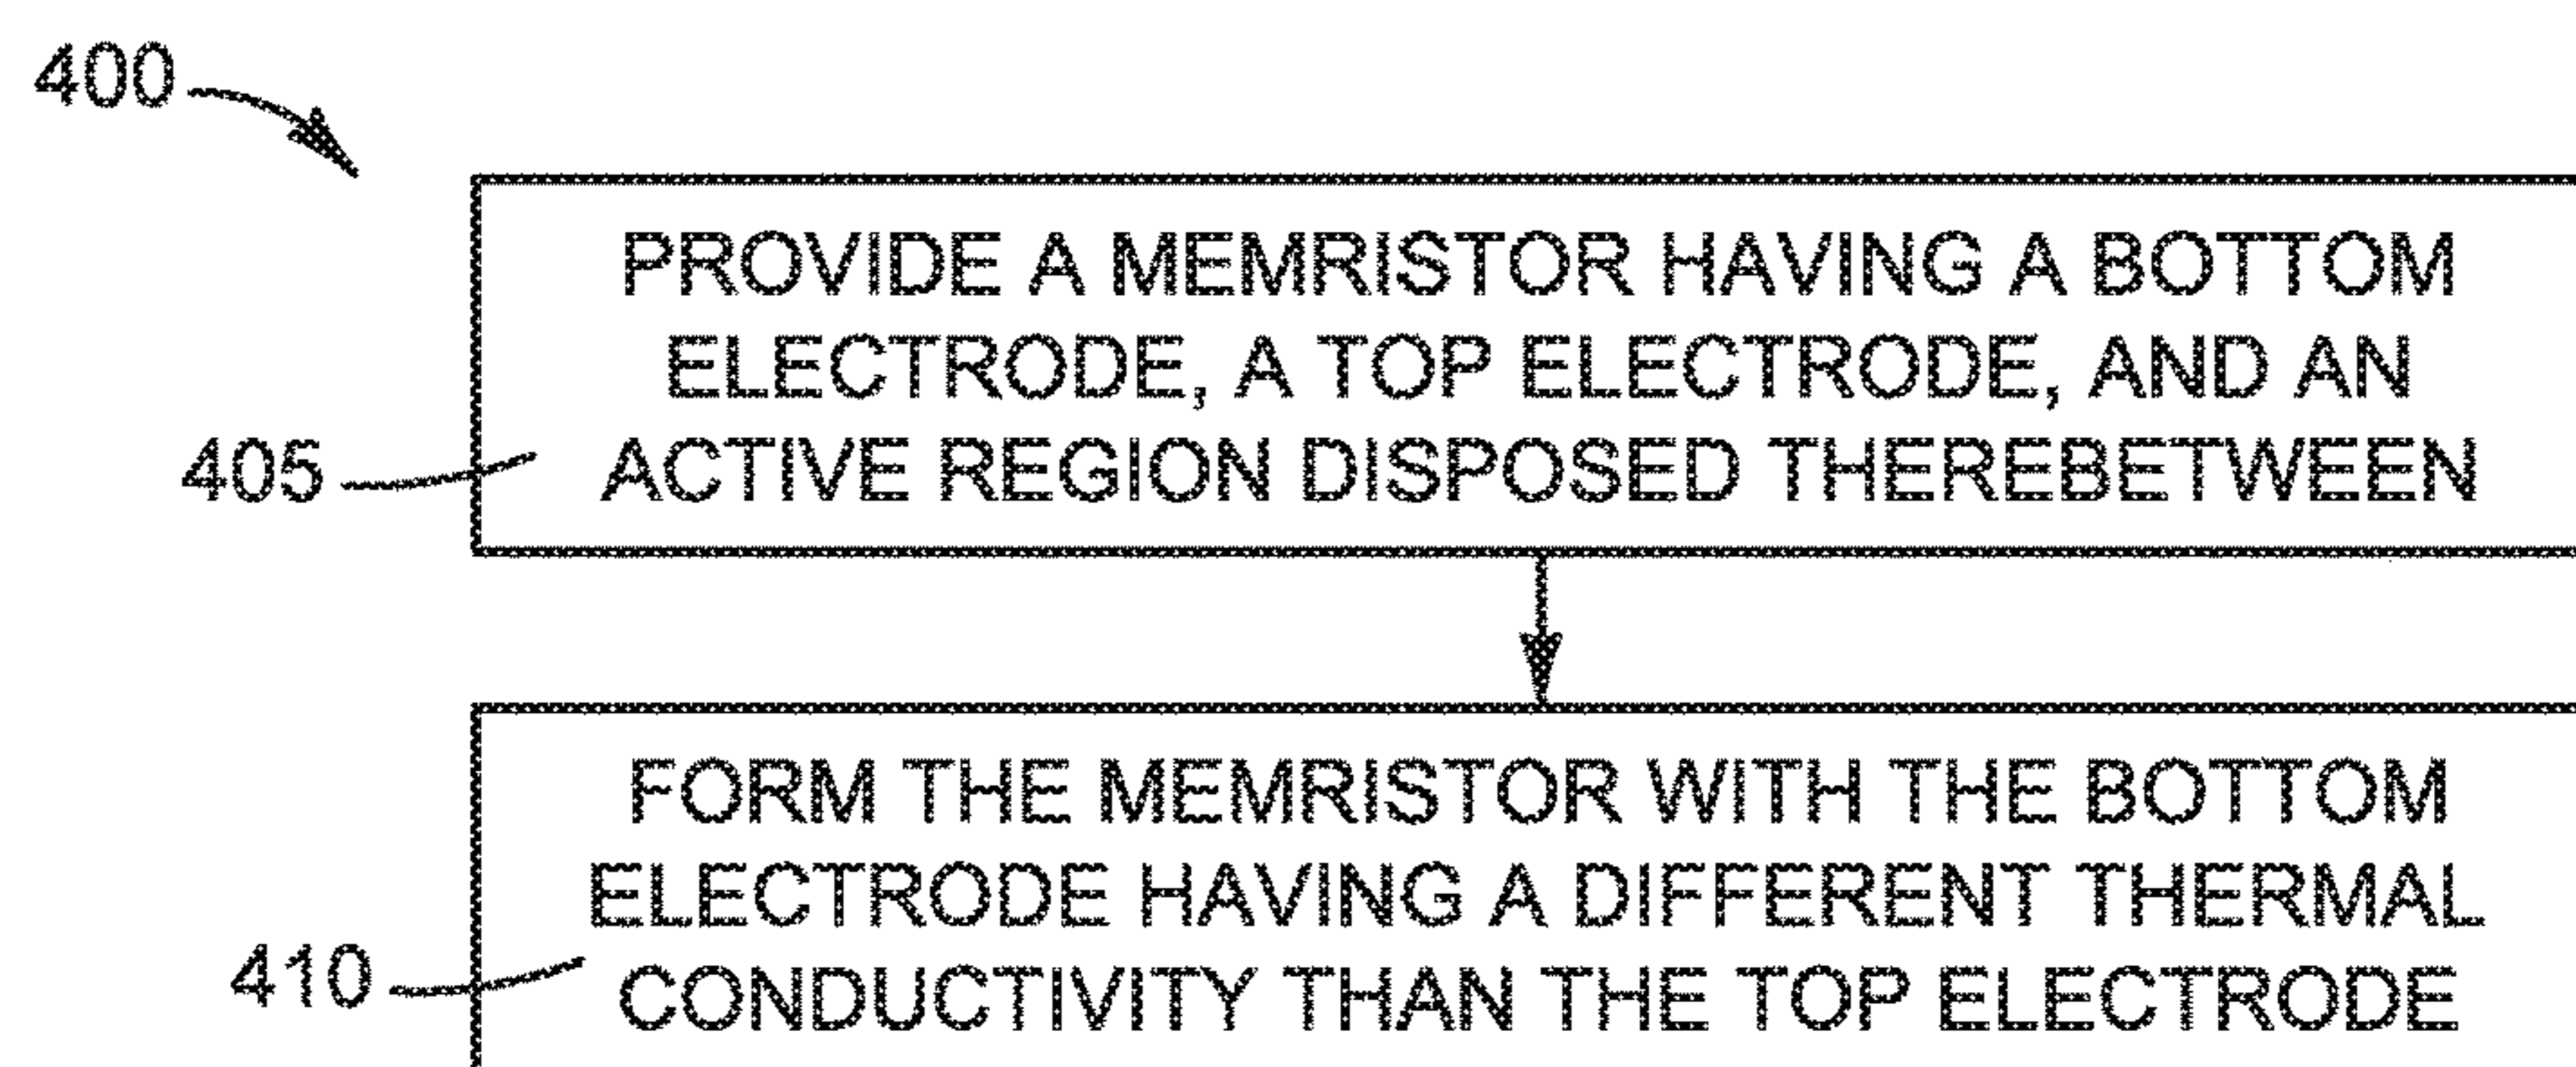 400
PROVIDE A MEMRISTOR HAVING A BOTTOM
ELECTRODE, A TOP ELECTRODE, AND AN
ACTIVE REGION DISPOSED THEREBETWEEN
405
FORM THE MEMRISTOR WITH THE BOTTOM
ELECTRODE HAVING A DIFFERENT THERMAL
CONDUCTIVITY THAN THE TOP ELECTRODE
410